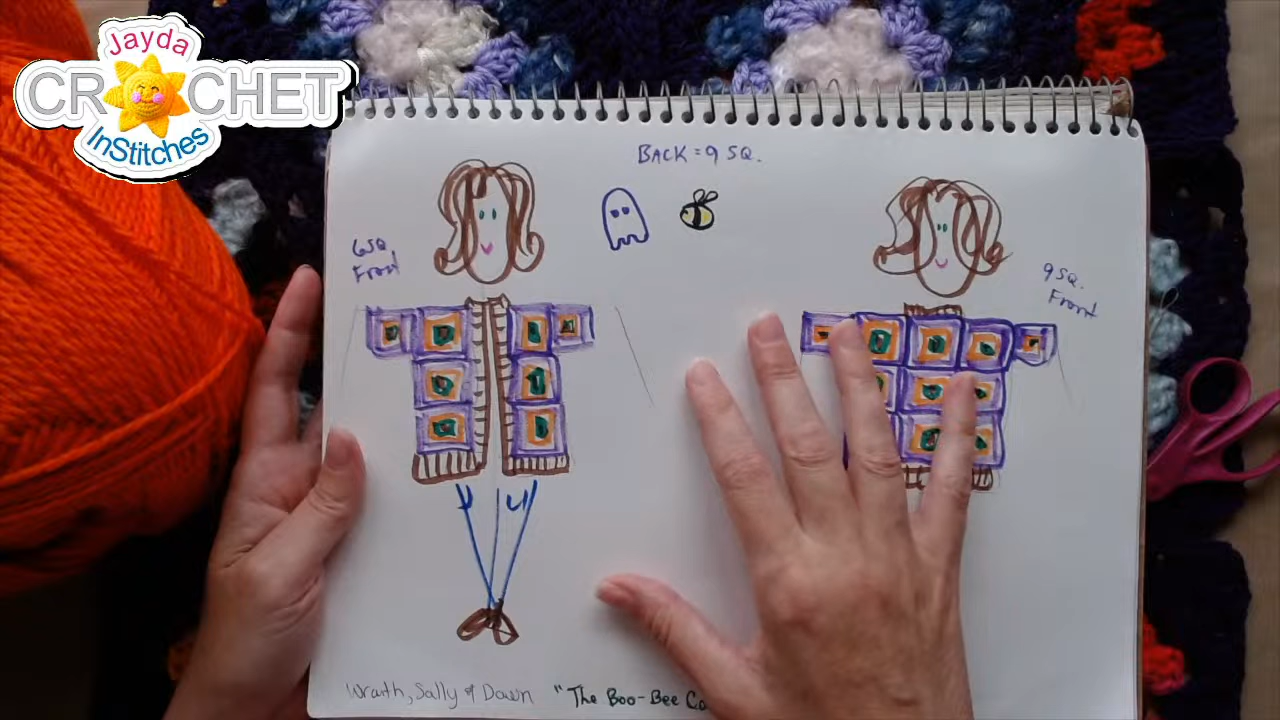 Jayda
CROCHET
InStitches
BACK = 9 SQ.
6 SQ.
Front
9 SQ.
Front
Wraith, Sally & Dawn "The Boo-Bee Co